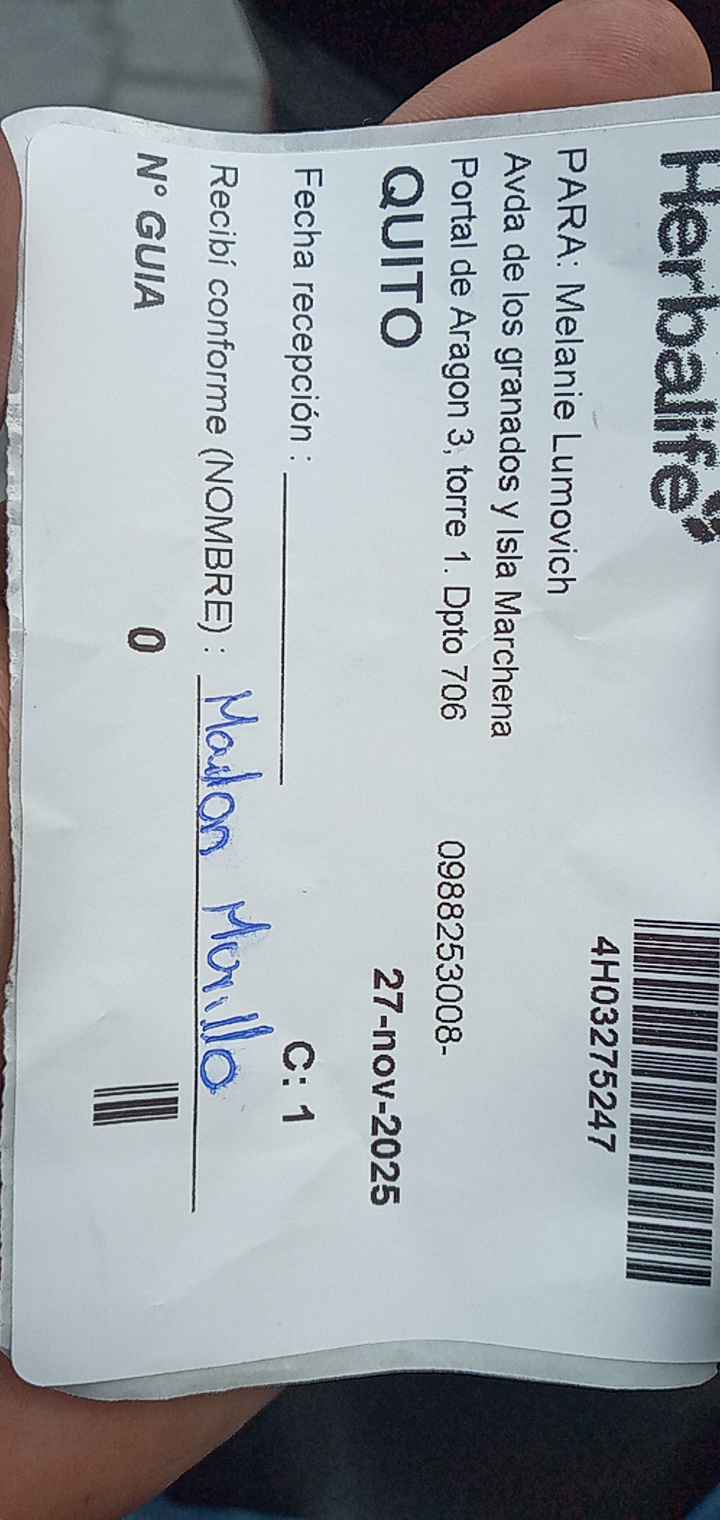 Herbalife
4H03275247
PARA: Melanie Lumovich
Avda de los granados y Isla Marchena
Portal de Aragon 3, torre 1. Dpto 706 0988253008-
QUITO 27-nov-2025
Fecha recepción :
C: 1
Recibí conforme (NOMBRE) : Marlon Morillo
N° GUIA 0